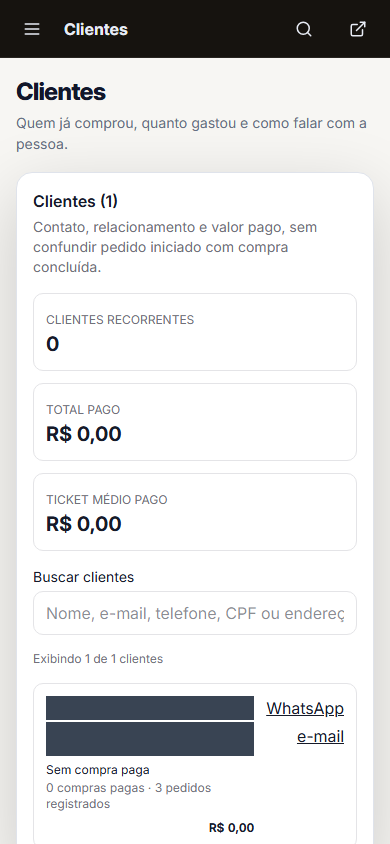 Clientes
Clientes
Quem já comprou, quanto gastou e como falar com a
pessoa.
Clientes (1)
Contato, relacionamento e valor pago, sem
confundir pedido iniciado com compra
concluída.
CLIENTES RECORRENTES
0
TOTAL PAGO
R$ 0,00
TICKET MÉDIO PAGO
R$ 0,00
Buscar clientes
Nome, e-mail, telefone, CPF ou endereç
Exibindo 1 de 1 clientes
WhatsApp
e-mail
Sem compra paga
0 compras pagas · 3 pedidos
registrados
R$ 0,00